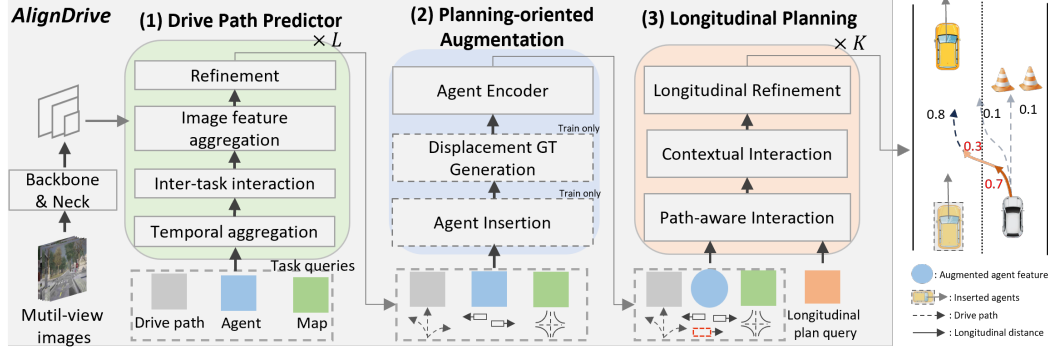 AlignDrive
(1) Drive Path Predictor
× L
Refinement
Image feature
aggregation
Inter-task interaction
Temporal aggregation
Backbone
& Neck
Mutil-view
images
Task queries
Drive path
Agent
Map
(2) Planning-oriented
Augmentation
Agent Encoder
Train only
Displacement GT
Generation
Train only
Agent Insertion
(3) Longitudinal Planning
× K
Longitudinal Refinement
Contextual Interaction
Path-aware Interaction
Longitudinal
plan query
0.8
0.1
0.1
0.3
0.7
: Augmented agent feature
: Inserted agents
: Drive path
: Longitudinal distance